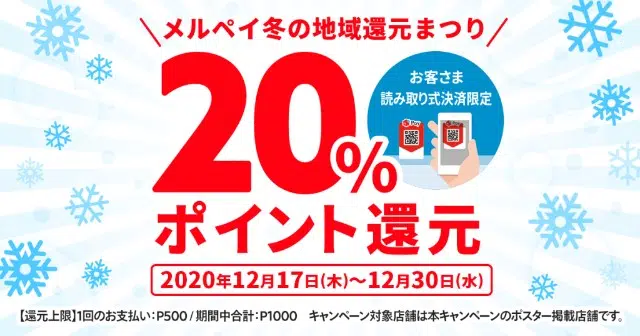 メルペイ冬の地域還元まつり
お客さま
読み取り式決済限定
20%
ポイント還元
2020年12月17日(木)〜12月30日(水)
【還元上限】1回のお支払い:P500 / 期間中合計:P1000　キャンペーン対象店舗は本キャンペーンのポスター掲載店舗です。